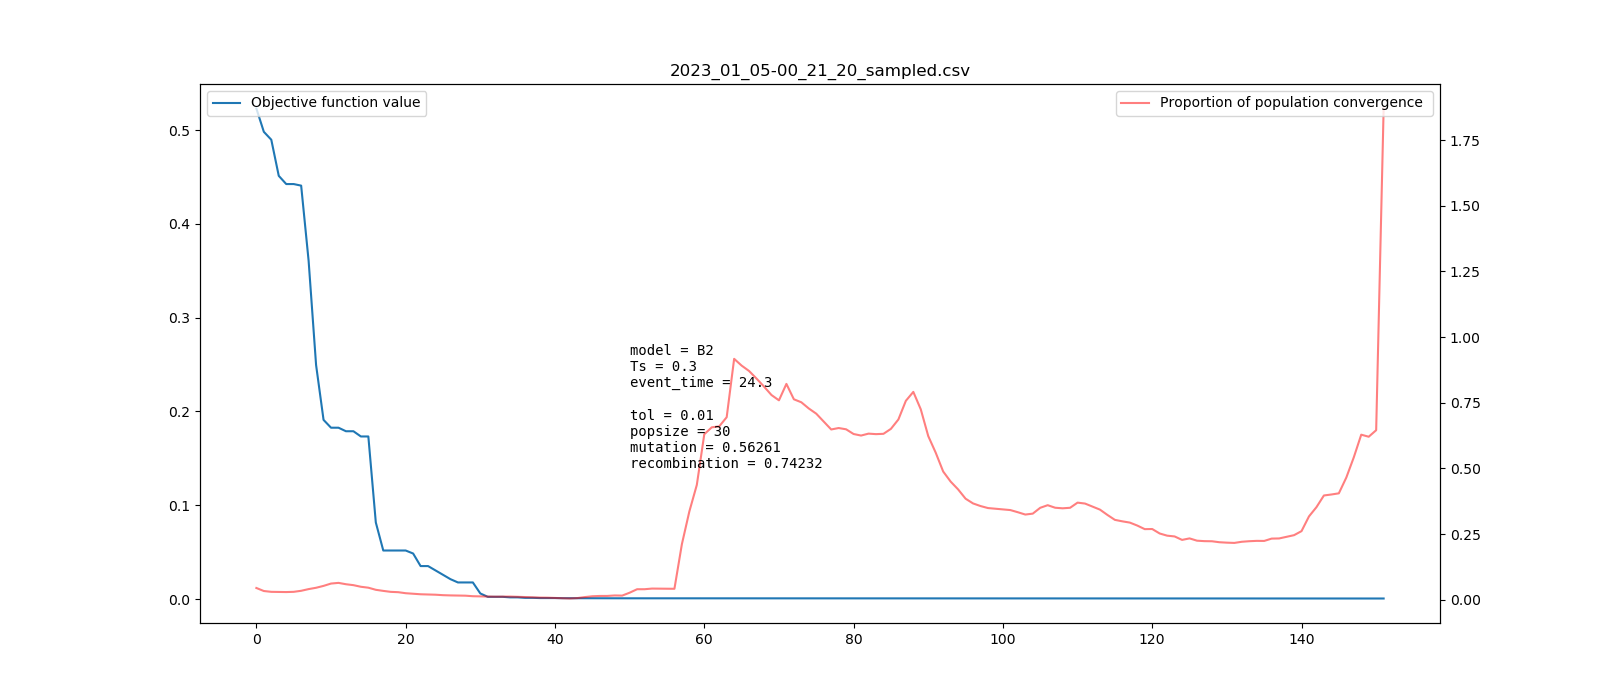 2023_01_05-00_21_20_sampled.csv
Objective function value
Proportion of population convergence
0.5
0.4
0.3
0.2
0.1
0.0
1.75
1.50
1.25
1.00
0.75
0.50
0.25
0.00
model = B2
Ts = 0.3
event_time = 24.3
tol = 0.01
popsize = 30
mutation = 0.56261
recombination = 0.74232
0 20 40 60 80 100 120 140